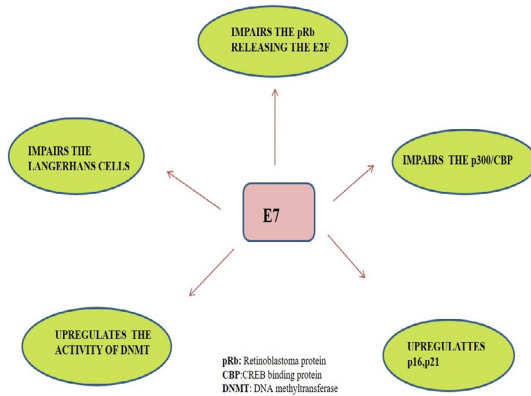 IMPAIRS THE pRb
RELEASING THE E2F
IMPAIRS THE
LANGERHANS CELLS
IMPAIRS THE p300/CBP
E7
UPREGULATES THE
ACTIVITY OF DNMT
UPREGULATTES
p16,p21
pRb: Retinoblastoma protein
CBP:CREB binding protein
DNMT: DNA methyltransferase